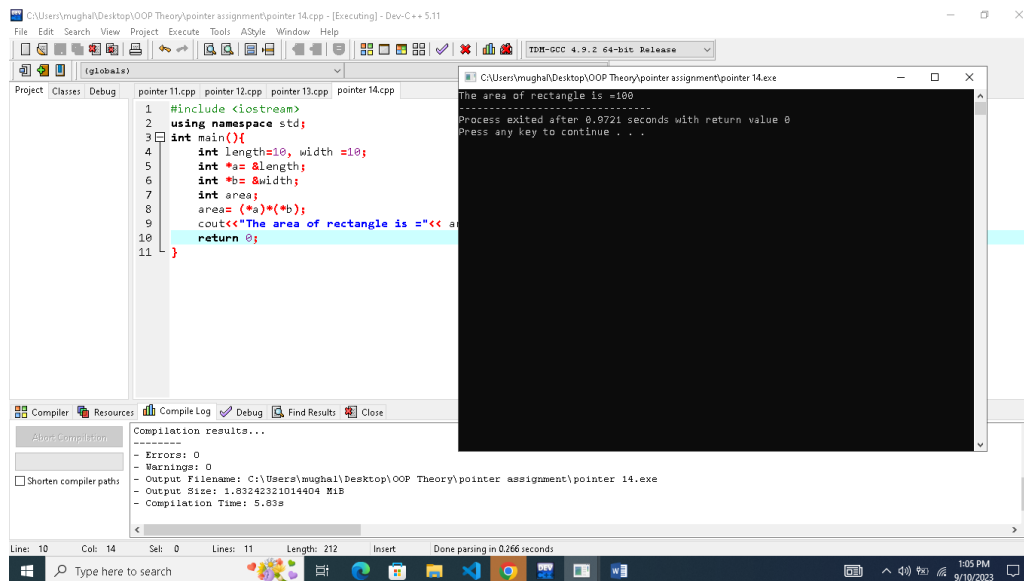 C:\Users\mughal\Desktop\OOP Theory\pointer assignment\pointer 14.cpp - [Executing] - Dev-C++ 5.11
File Edit Search View Project Execute Tools AStyle Window Help
TDM-GCC 4.9.2 64-bit Release
(globals)
Project Classes Debug
pointer 11.cpp pointer 12.cpp pointer 13.cpp pointer 14.cpp
1 #include <iostream>
2 using namespace std;
3 int main(){
4 int length=10, width =10;
5 int *a= &length;
6 int *b= &width;
7 int area;
8 area= (*a)*(*b);
9 cout<<"The area of rectangle is ="<<
10 return 0;
11 }
C:\Users\mughal\Desktop\OOP Theory\pointer assignment\pointer 14.exe
The area of rectangle is =100
--------------------------------
Process exited after 0.9721 seconds with return value 0
Press any key to continue . . .
Compiler Resources Compile Log Debug Find Results Close
Abort Compilation
Shorten compiler paths
Compilation results...
--------
- Errors: 0
- Warnings: 0
- Output Filename: C:\Users\mughal\Desktop\OOP Theory\pointer assignment\pointer 14.exe
- Output Size: 1.83242321014404 MiB
- Compilation Time: 5.83s
Line: 10 Col: 14 Sel: 0 Lines: 11 Length: 212 Insert Done parsing in 0.266 seconds
Type here to search
DEV
1:05 PM
9/10/2023